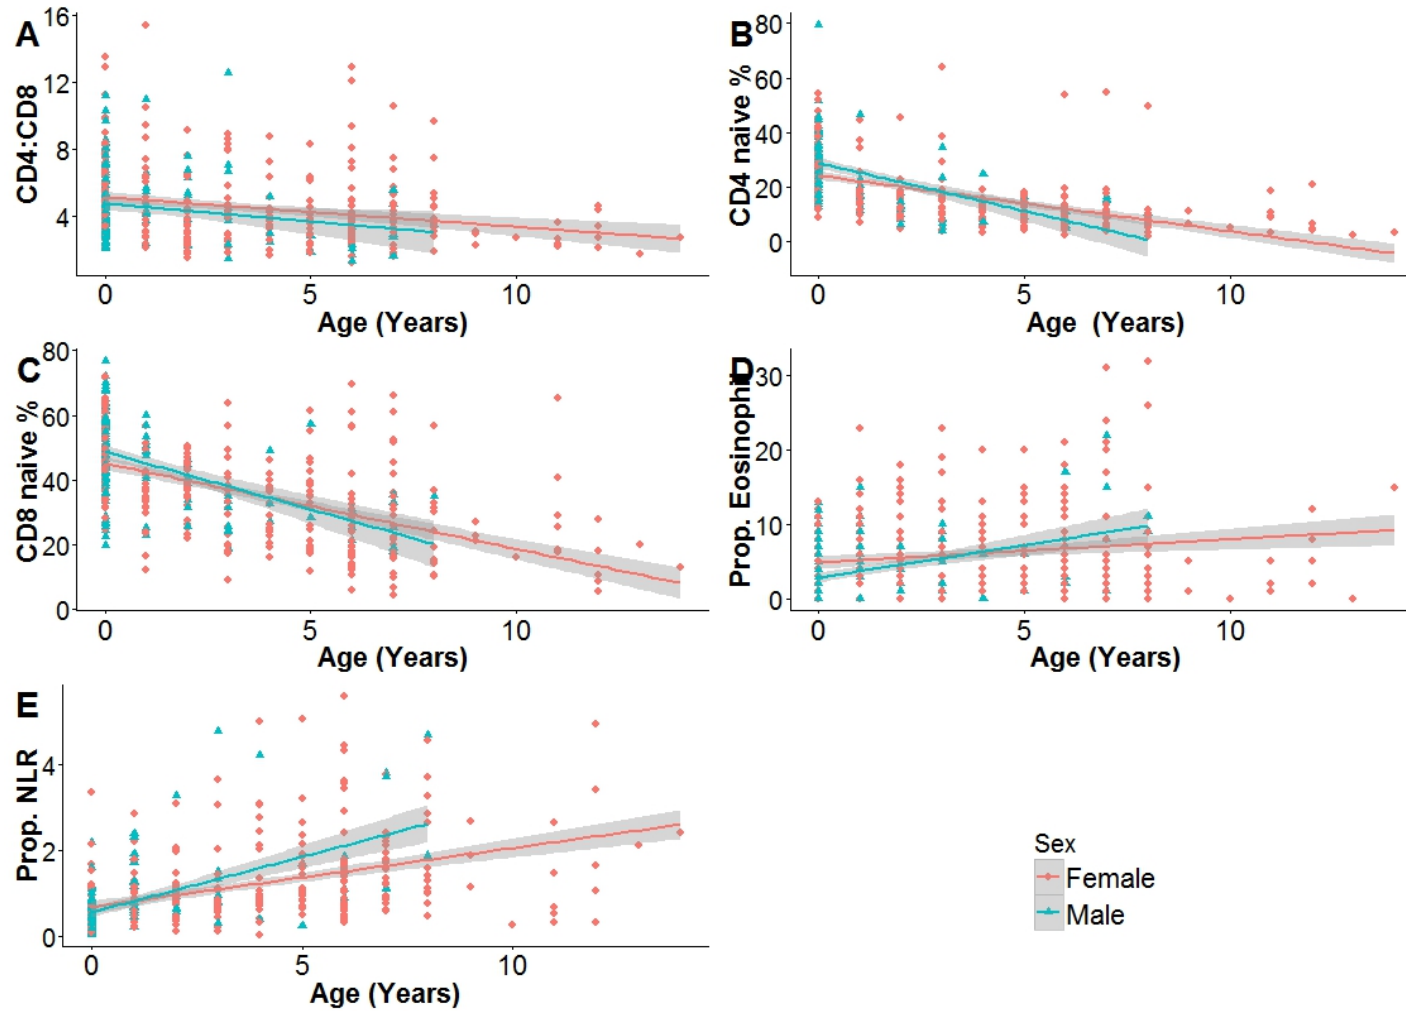 A
CD4:CD8
16
12
8
4
0
5
10
Age (Years)
B
CD4 naive %
80
60
40
20
0
0
5
10
Age (Years)
C
CD8 naive %
80
60
40
20
0
0
5
10
Age (Years)
D
Prop. Eosinophil
30
20
10
0
0
5
10
Age (Years)
E
Prop. NLR
4
2
0
0
5
10
Age (Years)
Sex
Female
Male